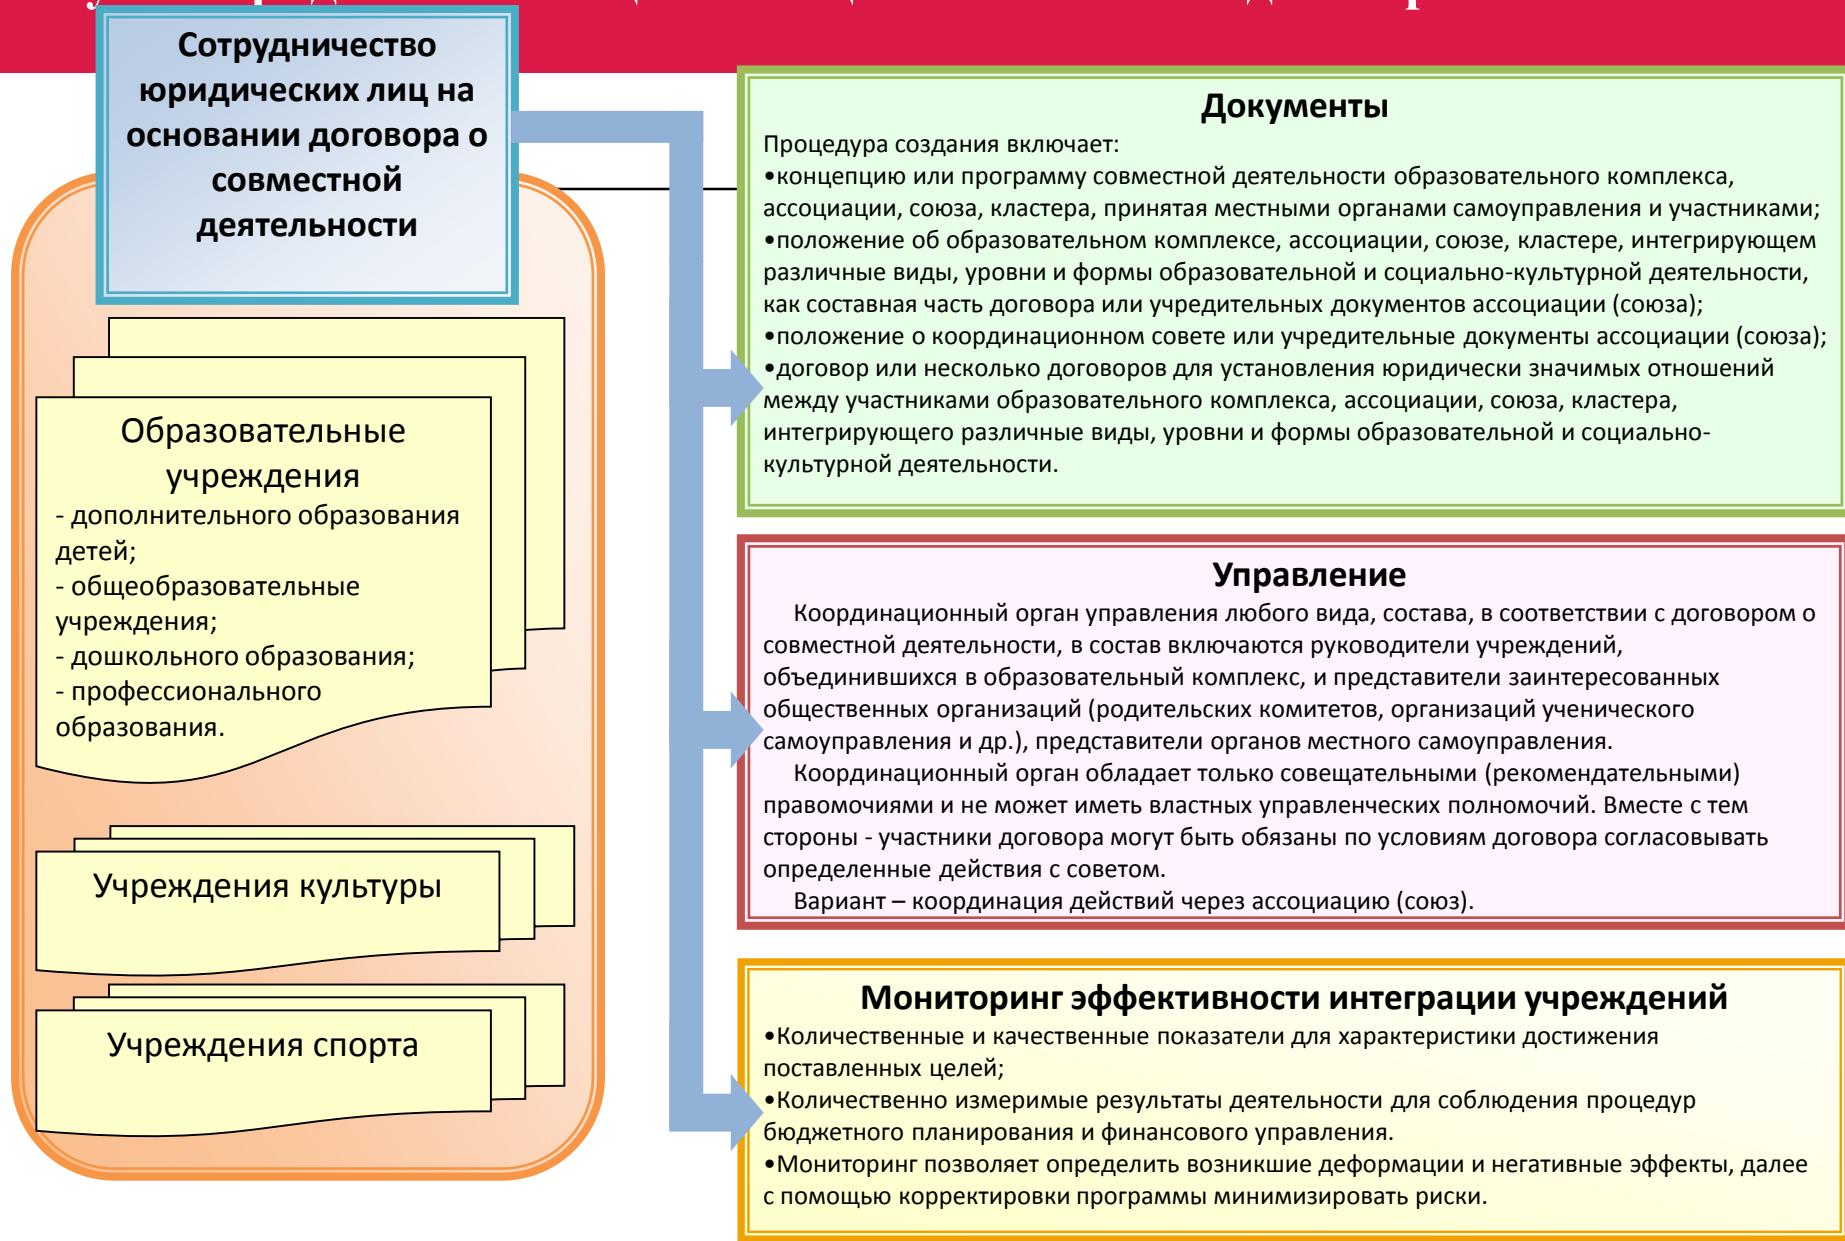 Сотрудничество
юридических лиц на
основании договора о
совместной
деятельности
Образовательные
учреждения
- дополнительного образования
детей;
- общеобразовательные
учреждения;
- дошкольного образования;
- профессионального
образования.
Учреждения культуры
Учреждения спорта
Документы
Процедура создания включает:
•концепцию или программу совместной деятельности образовательного комплекса,
ассоциации, союза, кластера, принятая местными органами самоуправления и участниками;
•положение об образовательном комплексе, ассоциации, союзе, кластере, интегрирующем
различные виды, уровни и формы образовательной и социально-культурной деятельности,
как составная часть договора или учредительных документов ассоциации (союза);
•положение о координационном совете или учредительные документы ассоциации (союза);
•договор или несколько договоров для установления юридически значимых отношений
между участниками образовательного комплекса, ассоциации, союза, кластера,
интегрирующего различные виды, уровни и формы образовательной и социально-
культурной деятельности.
Управление
Координационный орган управления любого вида, состава, в соответствии с договором о
совместной деятельности, в состав включаются руководители учреждений,
объединившихся в образовательный комплекс, и представители заинтересованных
общественных организаций (родительских комитетов, организаций ученического
самоуправления и др.), представители органов местного самоуправления.
Координационный орган обладает только совещательными (рекомендательными)
правомочиями и не может иметь властных управленческих полномочий. Вместе с тем
стороны - участники договора могут быть обязаны по условиям договора согласовывать
определенные действия с советом.
Вариант – координация действий через ассоциацию (союз).
Мониторинг эффективности интеграции учреждений
•Количественные и качественные показатели для характеристики достижения
поставленных целей;
•Количественно измеримые результаты деятельности для соблюдения процедур
бюджетного планирования и финансового управления.
•Мониторинг позволяет определить возникшие деформации и негативные эффекты, далее
с помощью корректировки программы минимизировать риски.